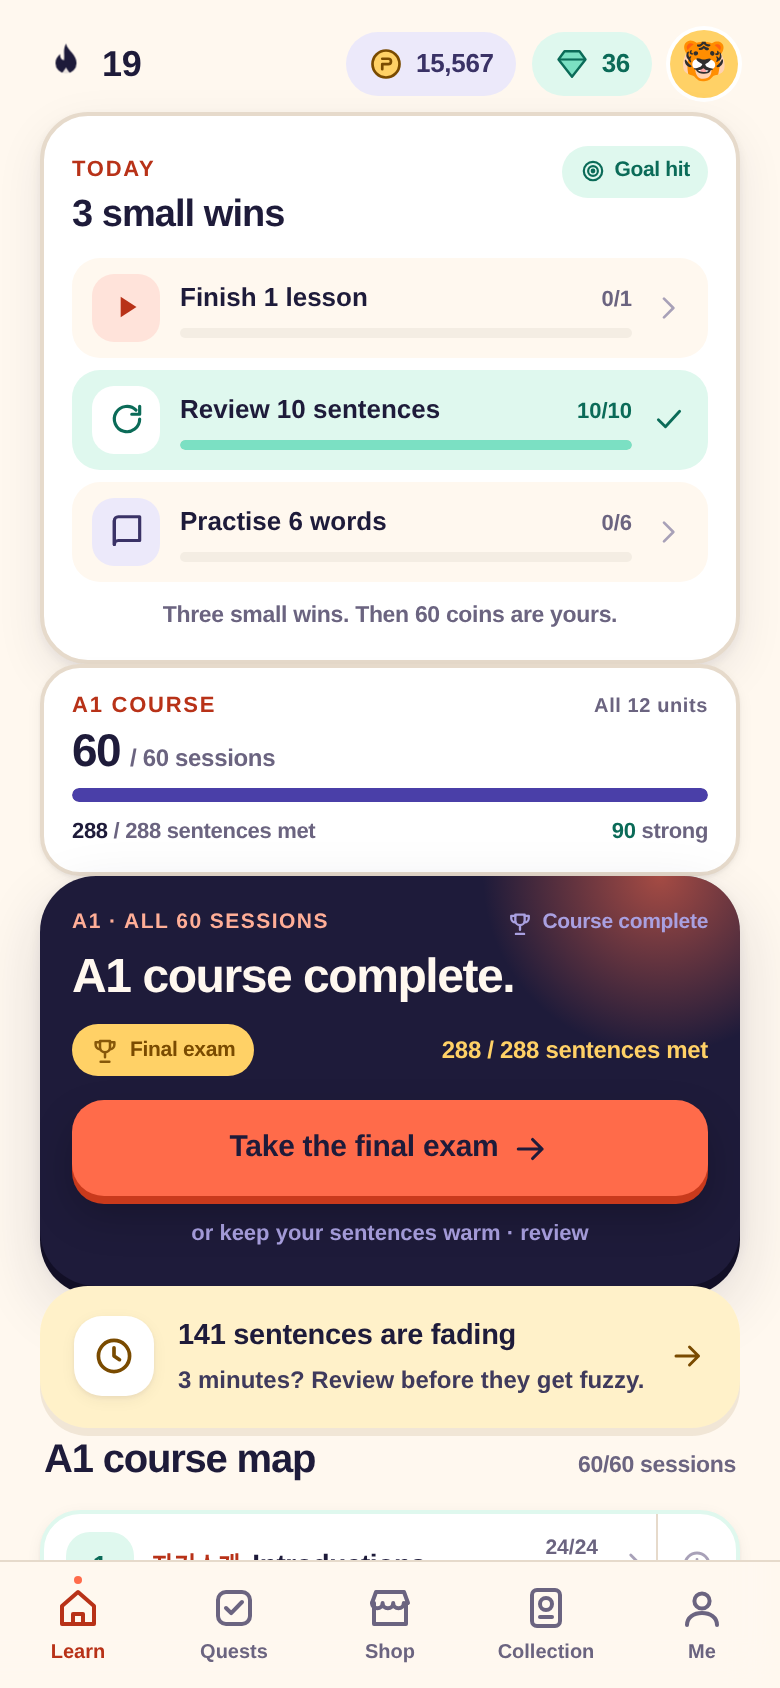 19
15,567
36
TODAY
Goal hit
3 small wins
Finish 1 lesson
0/1
Review 10 sentences
10/10
Practise 6 words
0/6
Three small wins. Then 60 coins are yours.
A1 COURSE
All 12 units
60 / 60 sessions
288 / 288 sentences met
90 strong
A1 · ALL 60 SESSIONS
Course complete
A1 course complete.
Final exam
288 / 288 sentences met
Take the final exam
or keep your sentences warm · review
141 sentences are fading
3 minutes? Review before they get fuzzy.
A1 course map
60/60 sessions
자기소개 Introductions
24/24
Learn
Quests
Shop
Collection
Me